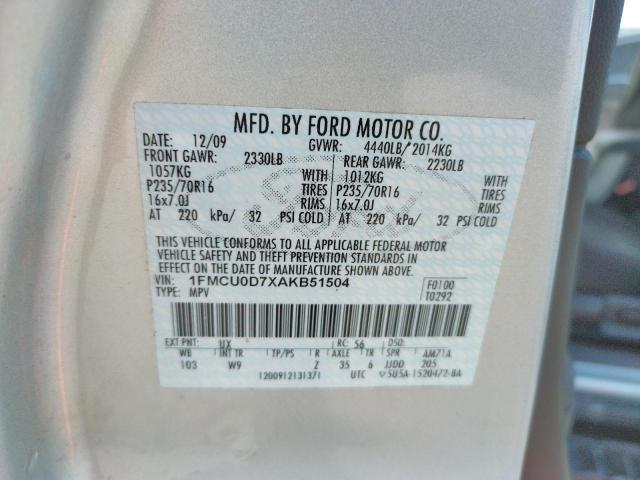 MFD. BY FORD MOTOR CO.
DATE: 12/09 GVWR: 4440LB/2014KG
FRONT GAWR: 2330LB REAR GAWR: 2230LB
1057KG WITH 1012KG WITH
P235/70R16 TIRES P235/70R16 TIRES
16x7.0J RIMS 16x7.0J RIMS
AT 220 kPa/ 32 PSI COLD AT 220 kPa/ 32 PSI COLD
THIS VEHICLE CONFORMS TO ALL APPLICABLE FEDERAL MOTOR
VEHICLE SAFETY AND THEFT PREVENTION STANDARDS IN
EFFECT ON THE DATE OF MANUFACTURE SHOWN ABOVE.
VIN: 1FMCU0D7XAKB51504 F0100
TYPE: MPV T0292
EXT PNT: UX RC: 56 DSO:
WB INT TR TP/PS R AXLE TR SPR AM71A
103 W9 Z 35 6 JJDD 205
1200912131371 UTC 5U5A-1520472-BA
Ford